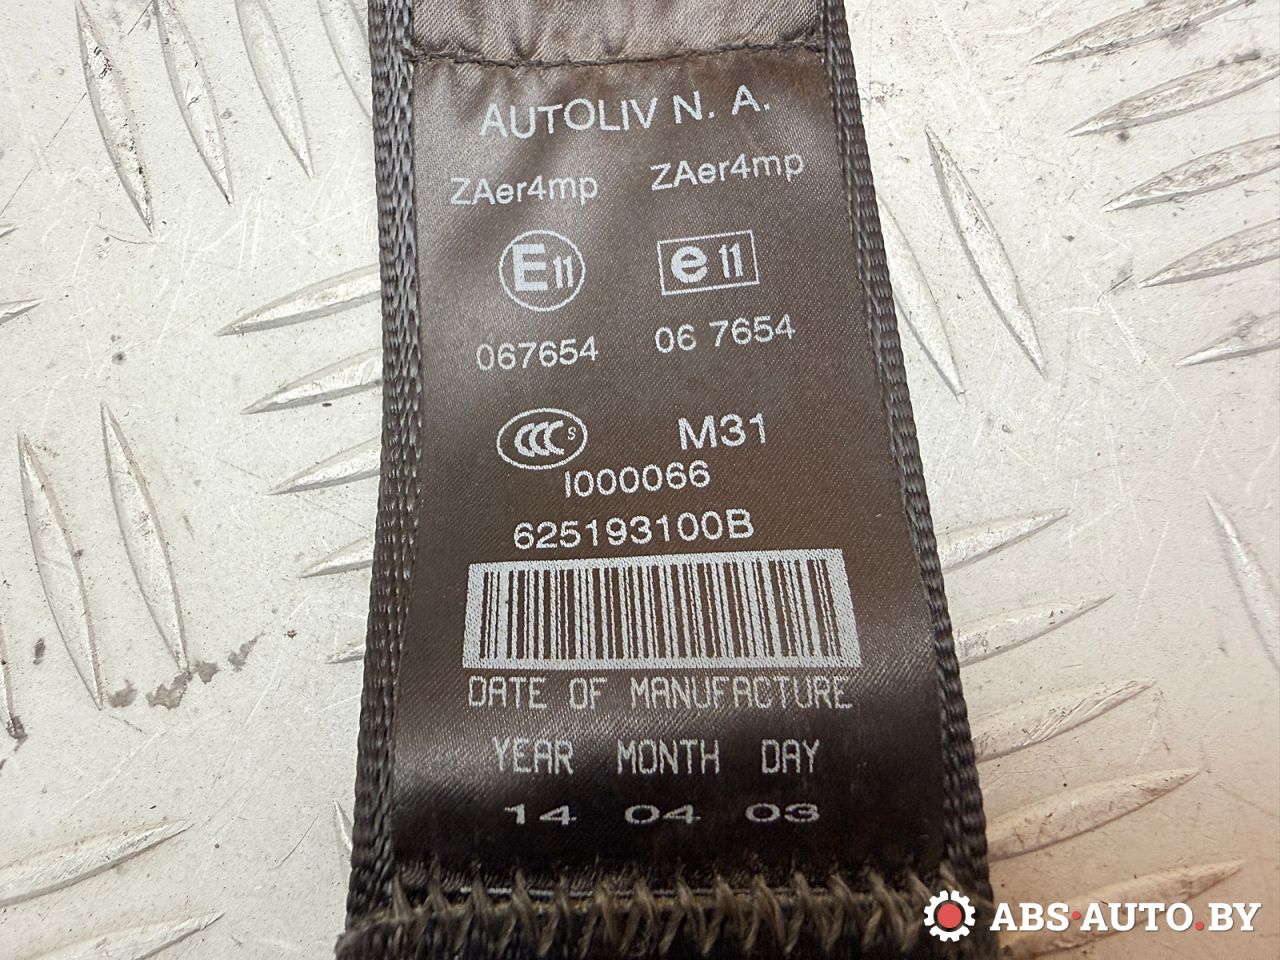 AUTOLIV N. A.
ZAer4mp ZAer4mp
E11 e11
067654 06 7654
CCC S M31
I000066
625193100B
DATE OF MANUFACTURE
YEAR MONTH DAY
14 04 03
ABS-AUTO.BY